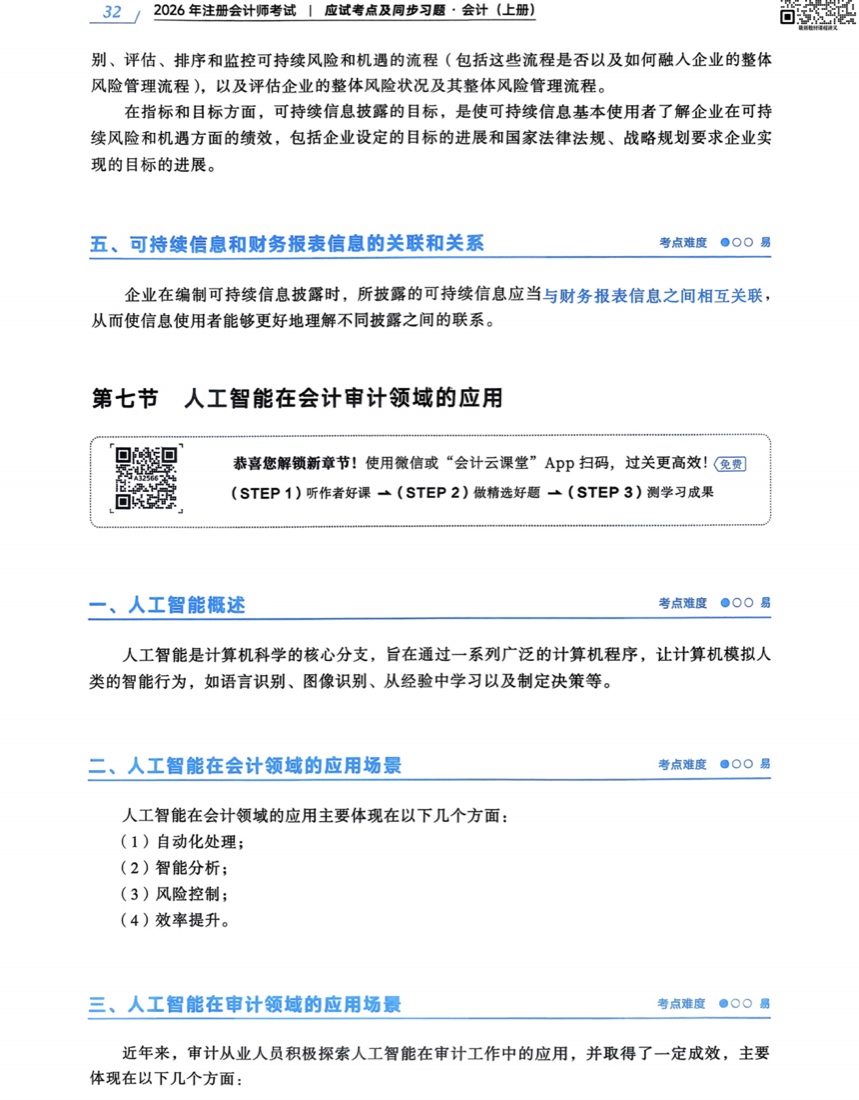 32 2026年注册会计师考试 | 应试考点及同步习题·会计(上册)
最新教材课程讲义
别、评估、排序和监控可持续风险和机遇的流程(包括这些流程是否以及如何融入企业的整体
风险管理流程),以及评估企业的整体风险状况及其整体风险管理流程。
在指标和目标方面,可持续信息披露的目标,是使可持续信息基本使用者了解企业在可持
续风险和机遇方面的绩效,包括企业设定的目标的进展和国家法律法规、战略规划要求企业实
现的目标的进展。
五、可持续信息和财务报表信息的关联和关系 考点难度 ●○○ 易
企业在编制可持续信息披露时,所披露的可持续信息应当与财务报表信息之间相互关联,
从而使信息使用者能够更好地理解不同披露之间的联系。
第七节 人工智能在会计审计领域的应用
恭喜您解锁新章节!使用微信或“会计云课堂”App 扫码,过关更高效!免费
A32566
(STEP 1)听作者好课 ⇀(STEP 2)做精选好题 ⇀(STEP 3)测学习成果
一、人工智能概述 考点难度 ●○○ 易
人工智能是计算机科学的核心分支,旨在通过一系列广泛的计算机程序,让计算机模拟人
类的智能行为,如语言识别、图像识别、从经验中学习以及制定决策等。
二、人工智能在会计领域的应用场景 考点难度 ●○○ 易
人工智能在会计领域的应用主要体现在以下几个方面:
(1)自动化处理;
(2)智能分析;
(3)风险控制;
(4)效率提升。
三、人工智能在审计领域的应用场景 考点难度 ●○○ 易
近年来,审计从业人员积极探索人工智能在审计工作中的应用,并取得了一定成效,主要
体现在以下几个方面: